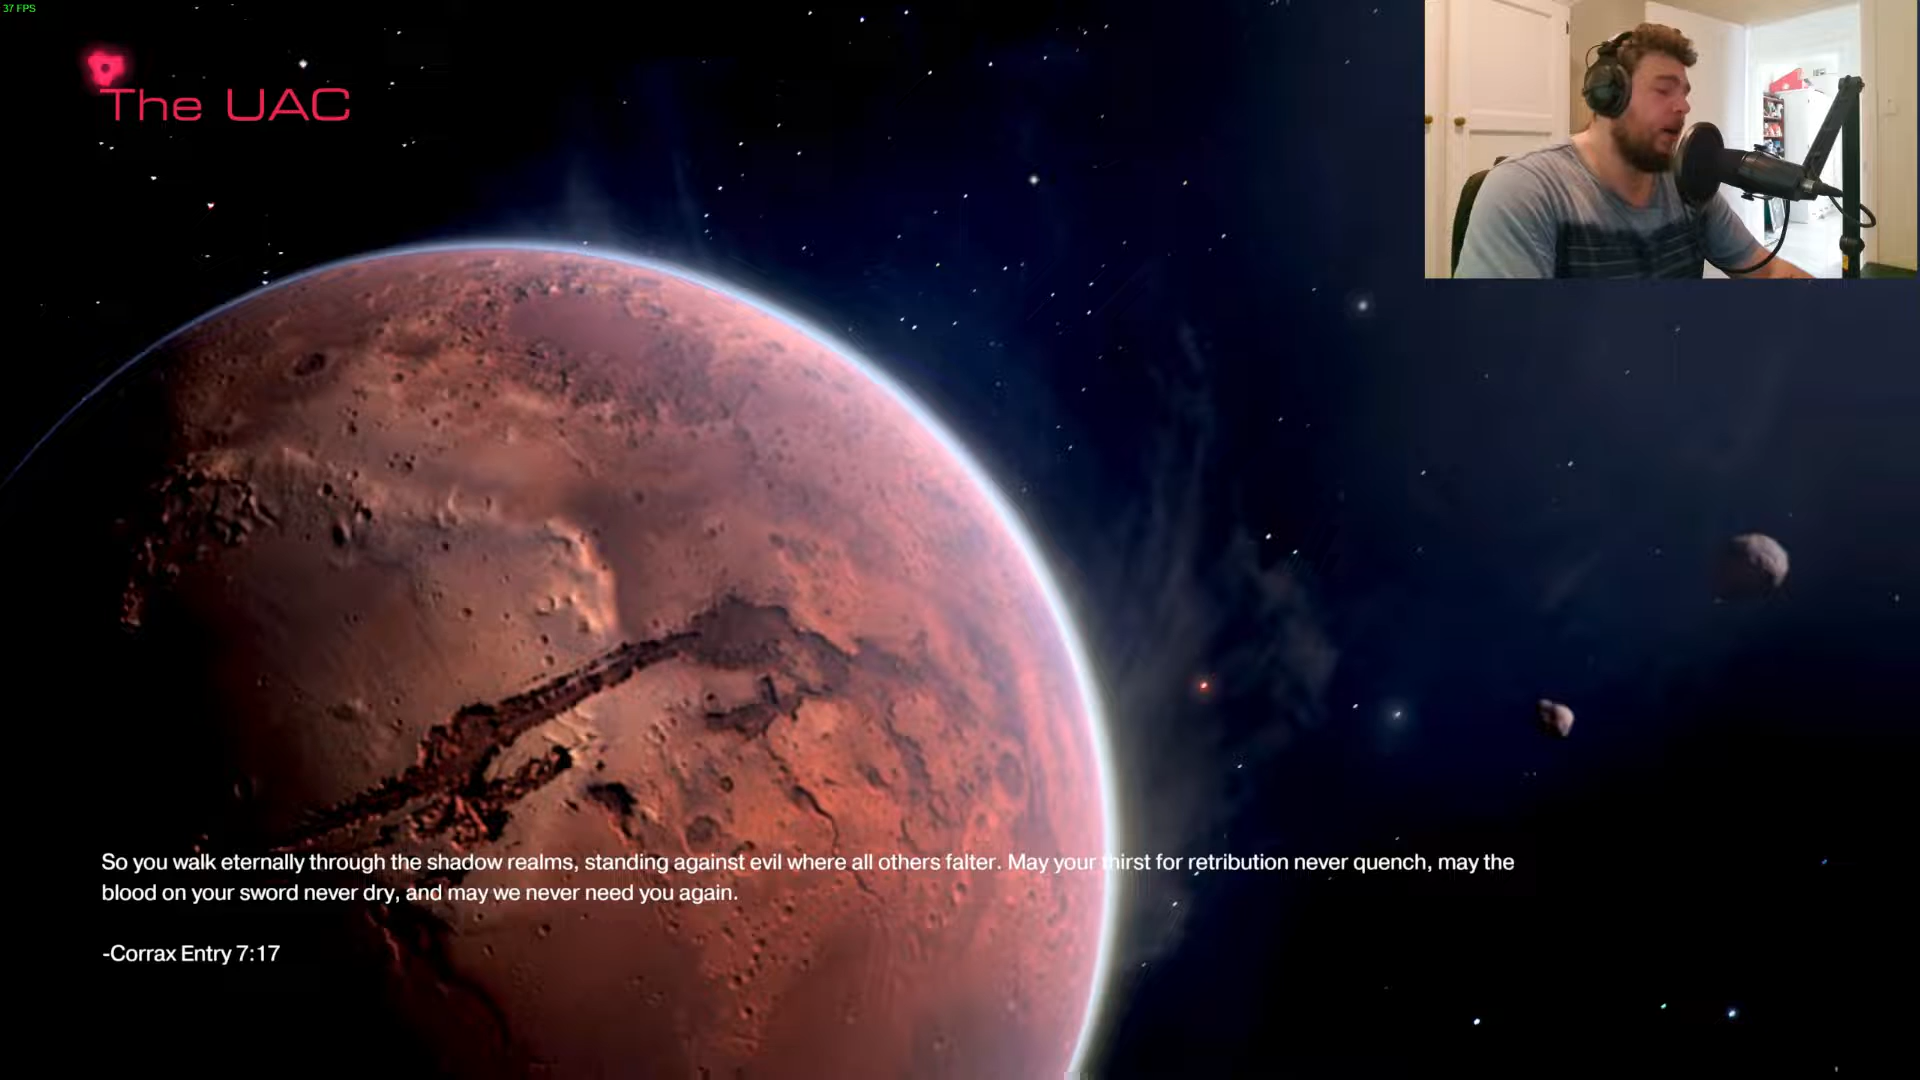 37 FPS
The UAC
So you walk eternally through the shadow realms, standing against evil where all others falter. May your thirst for retribution never quench, may the
blood on your sword never dry, and may we never need you again.
-Corrax Entry 7:17